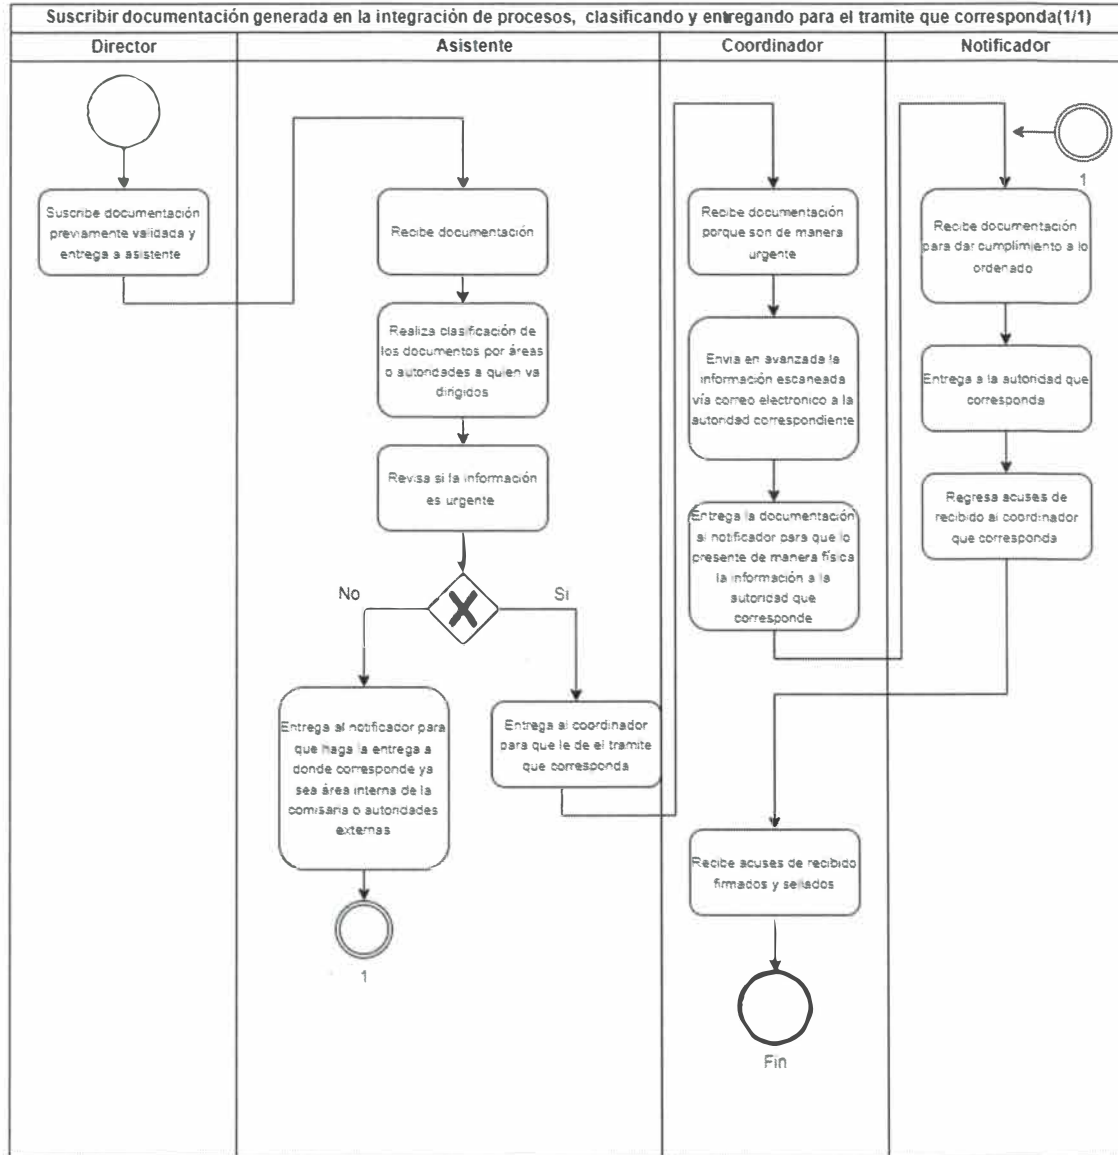 Suscribir documentación generada en la integración de procesos, clasificando y entregando para el tramite que corresponda(1/1)
Director
Asistente
Coordinador
Notificador
Suscribe documentación
previamente validada y
entrega a asistente
Recibe documentación
Realiza clasificación de
los documentos por áreas
o autoridades a quien va
dirigidos
Revisa si la información
es urgente
No
Si
Entrega al notificador para
que haga la entrega a
donde corresponde ya
sea área interna de la
comisaria o autoridades
externas
1
Entrega al coordinador
para que le de el tramite
que corresponda
Recibe documentación
porque son de manera
urgente
Envia en avanzada la
información escaneada
vía correo electronico a la
autoridad correspondiente
Entrega la documentación
al notificador para que lo
presente de manera física
la información a la
autoridad que
corresponde
Recibe acuses de recibido
firmados y sellados
Fin
1
Recibe documentación
para dar cumplimiento a lo
ordenado
Entrega a la autoridad que
corresponda
Regresa acuses de
recibido al coordinador
que corresponda